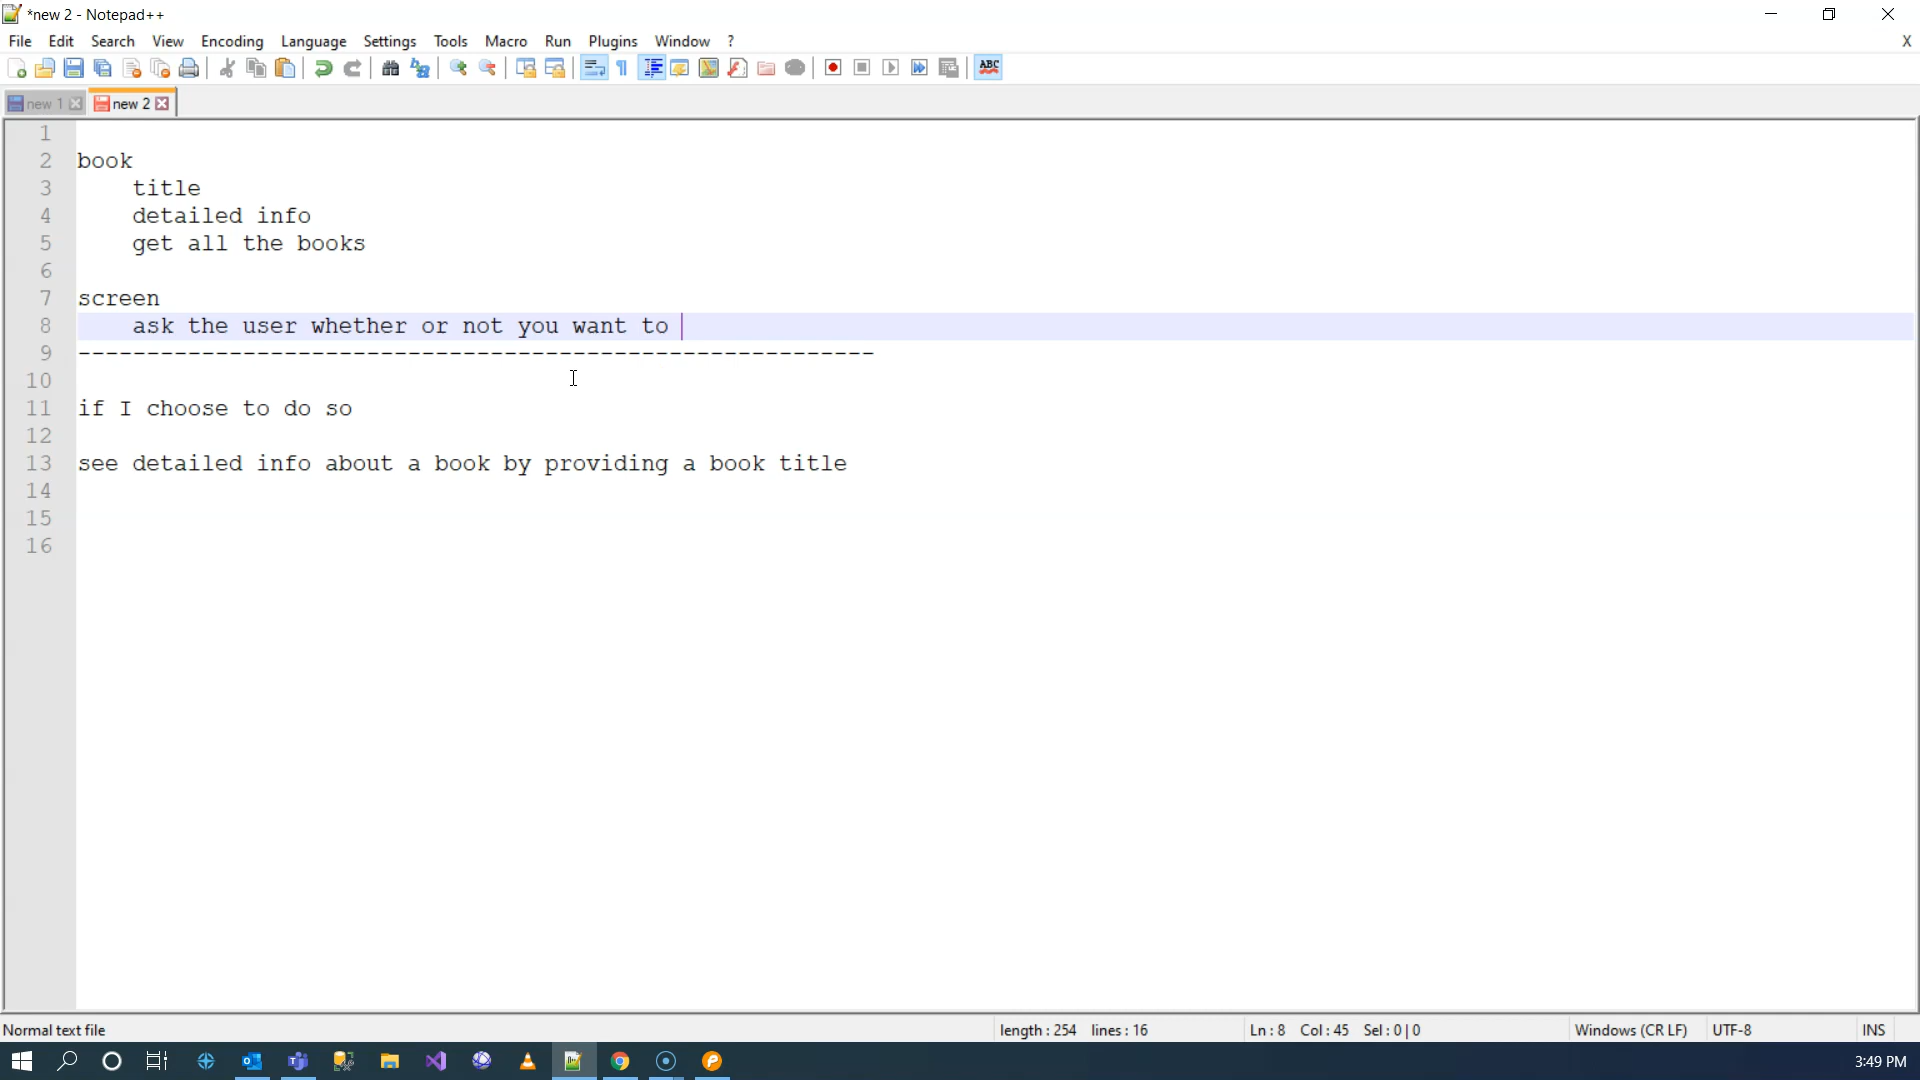 *new 2 - Notepad++
File Edit Search View Encoding Language Settings Tools Macro Run Plugins Window ? X
ABC
new 1 new 2
1
2 book
3 title
4 detailed info
5 get all the books
6
7 screen
8 ask the user whether or not you want to
9 ----------------------------------------------------------
10
11 if I choose to do so
12
13 see detailed info about a book by providing a book title
14
15
16
Normal text file length : 254 lines : 16 Ln : 8 Col : 45 Sel : 0 | 0 Windows (CR LF) UTF-8 INS
3:49 PM